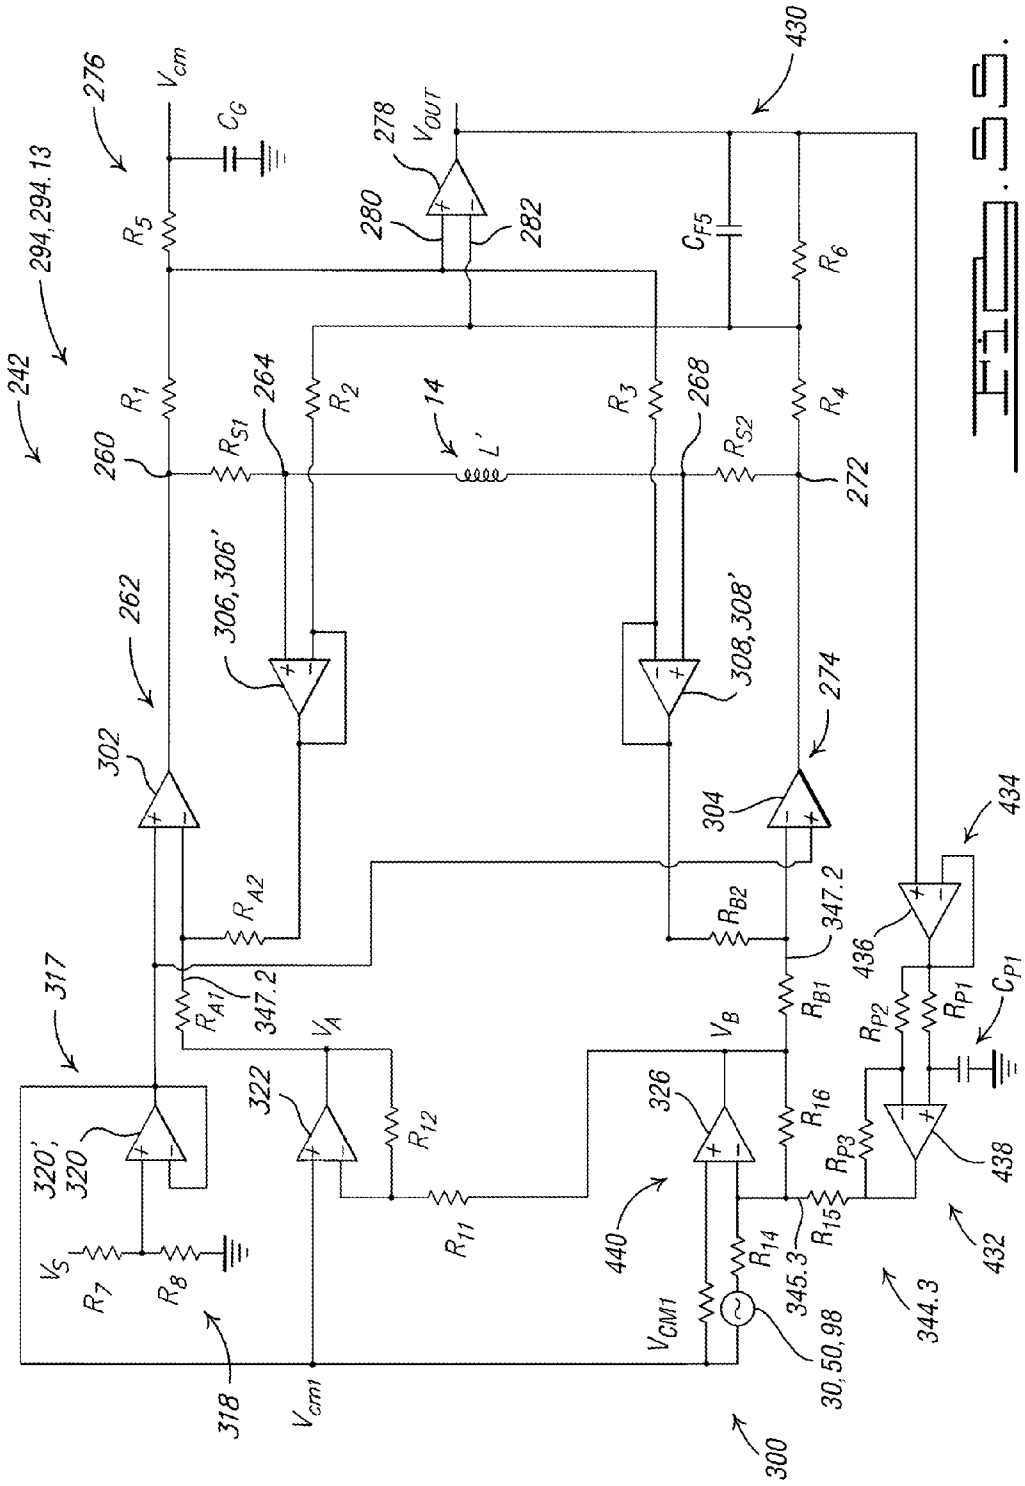 242
294, 294.13
276
Vcm
CG
R5
R1
260
RS1
264
R2
14
L'
R3
268
RS2
R4
272
280
278
VOUT
282
CF5
R6
430
262
302
306, 306'
308, 308'
274
304
317
RA2
RA1
347.2
320',
320
VS
R7
R8
318
Vcm1
322
VA
R12
R11
VB
326
440
RB2
RB1
347.2
R16
R14
R15
VCM1
345.3
30, 50, 98
300
344.3
432
438
RP3
RP2
RP1
CP1
436
434
FIG. 55.